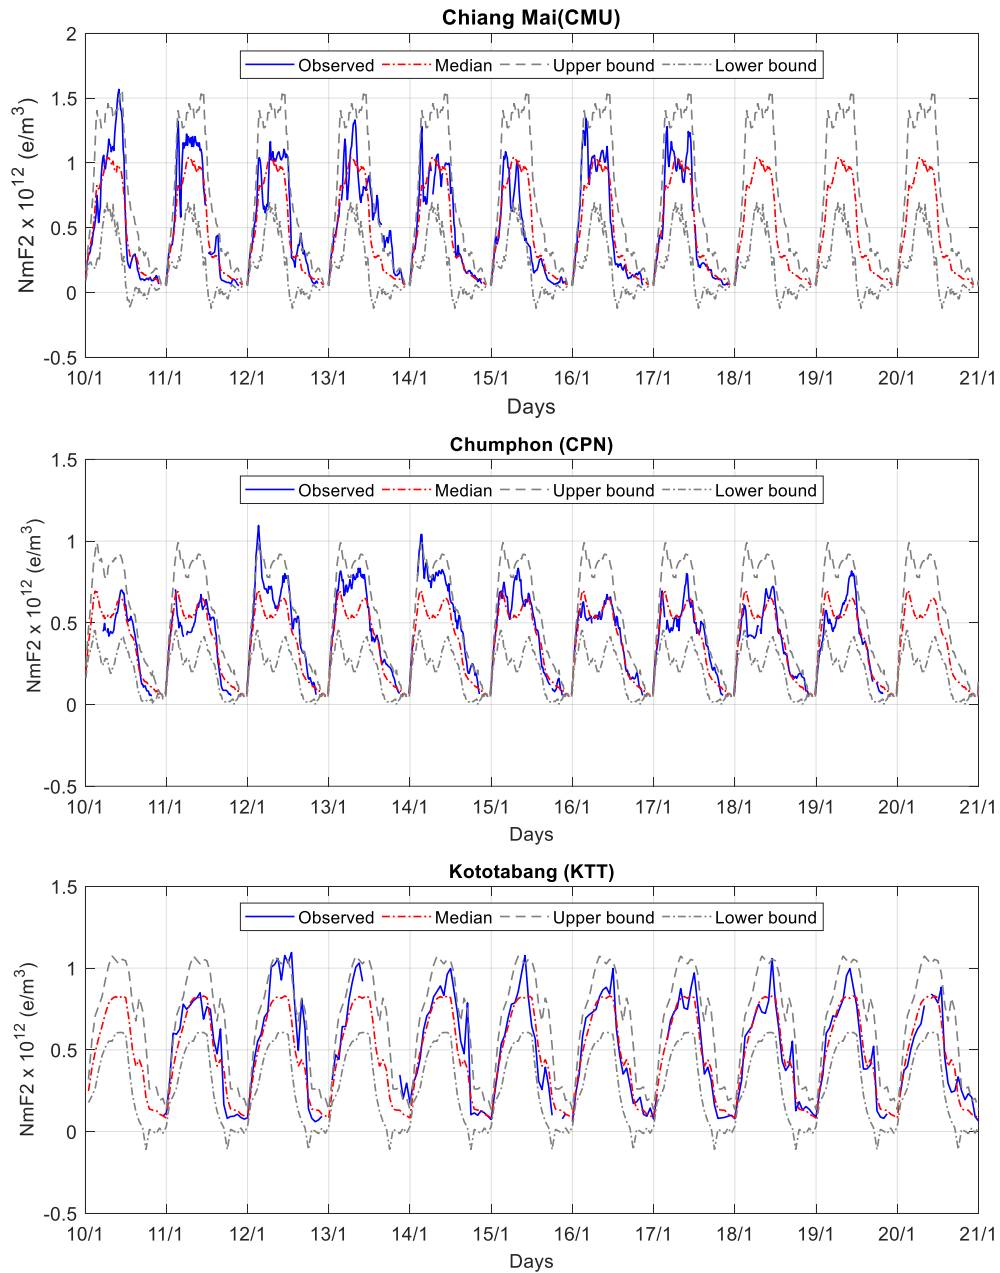 Chiang Mai(CMU)
2
Observed Median Upper bound Lower bound
1.5
1
0.5
0
-0.5
NmF2 x 10^12 (e/m^3)
10/1 11/1 12/1 13/1 14/1 15/1 16/1 17/1 18/1 19/1 20/1 21/1
Days
Chumphon (CPN)
1.5
Observed Median Upper bound Lower bound
1
0.5
0
-0.5
NmF2 x 10^12 (e/m^3)
10/1 11/1 12/1 13/1 14/1 15/1 16/1 17/1 18/1 19/1 20/1 21/1
Days
Kototabang (KTT)
1.5
Observed Median Upper bound Lower bound
1
0.5
0
-0.5
NmF2 x 10^12 (e/m^3)
10/1 11/1 12/1 13/1 14/1 15/1 16/1 17/1 18/1 19/1 20/1 21/1
Days